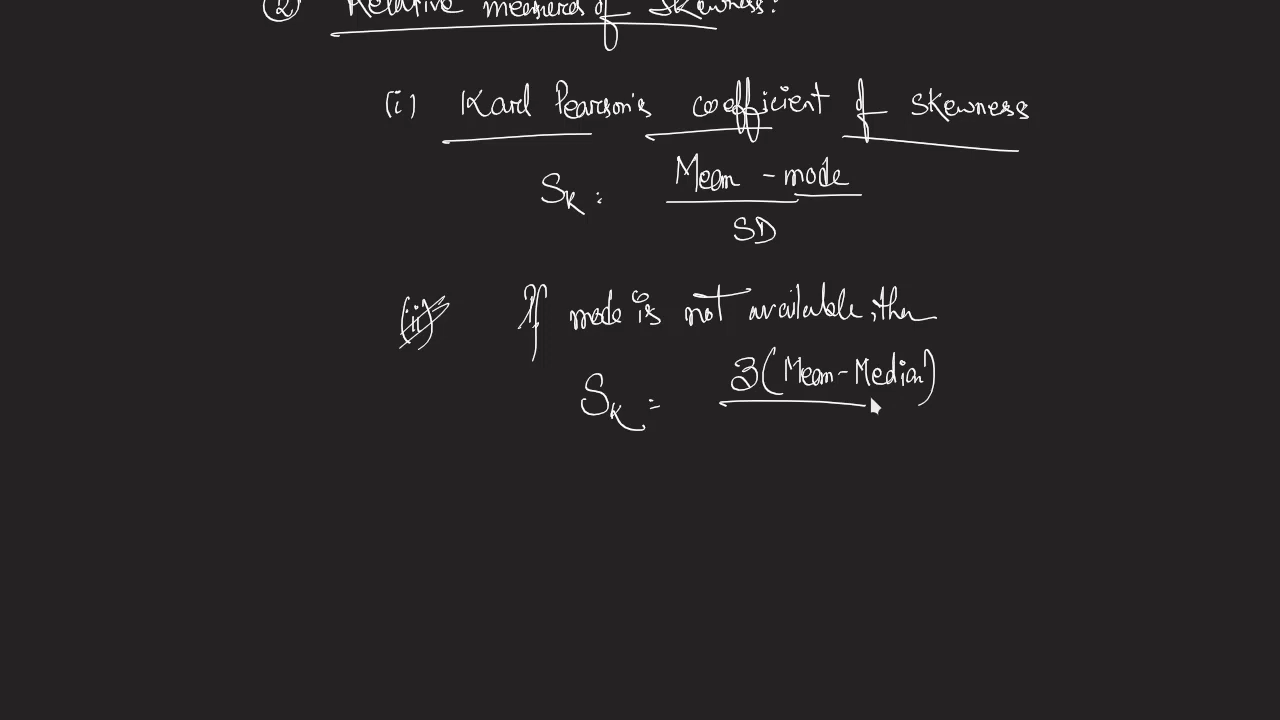 ② Relative measures of Skewness:
(i) Karl Pearson's coefficient of skewness
Sk = Mean - mode
SD
(ii) If mode is not available, then
Sk = 3(Mean-Median)